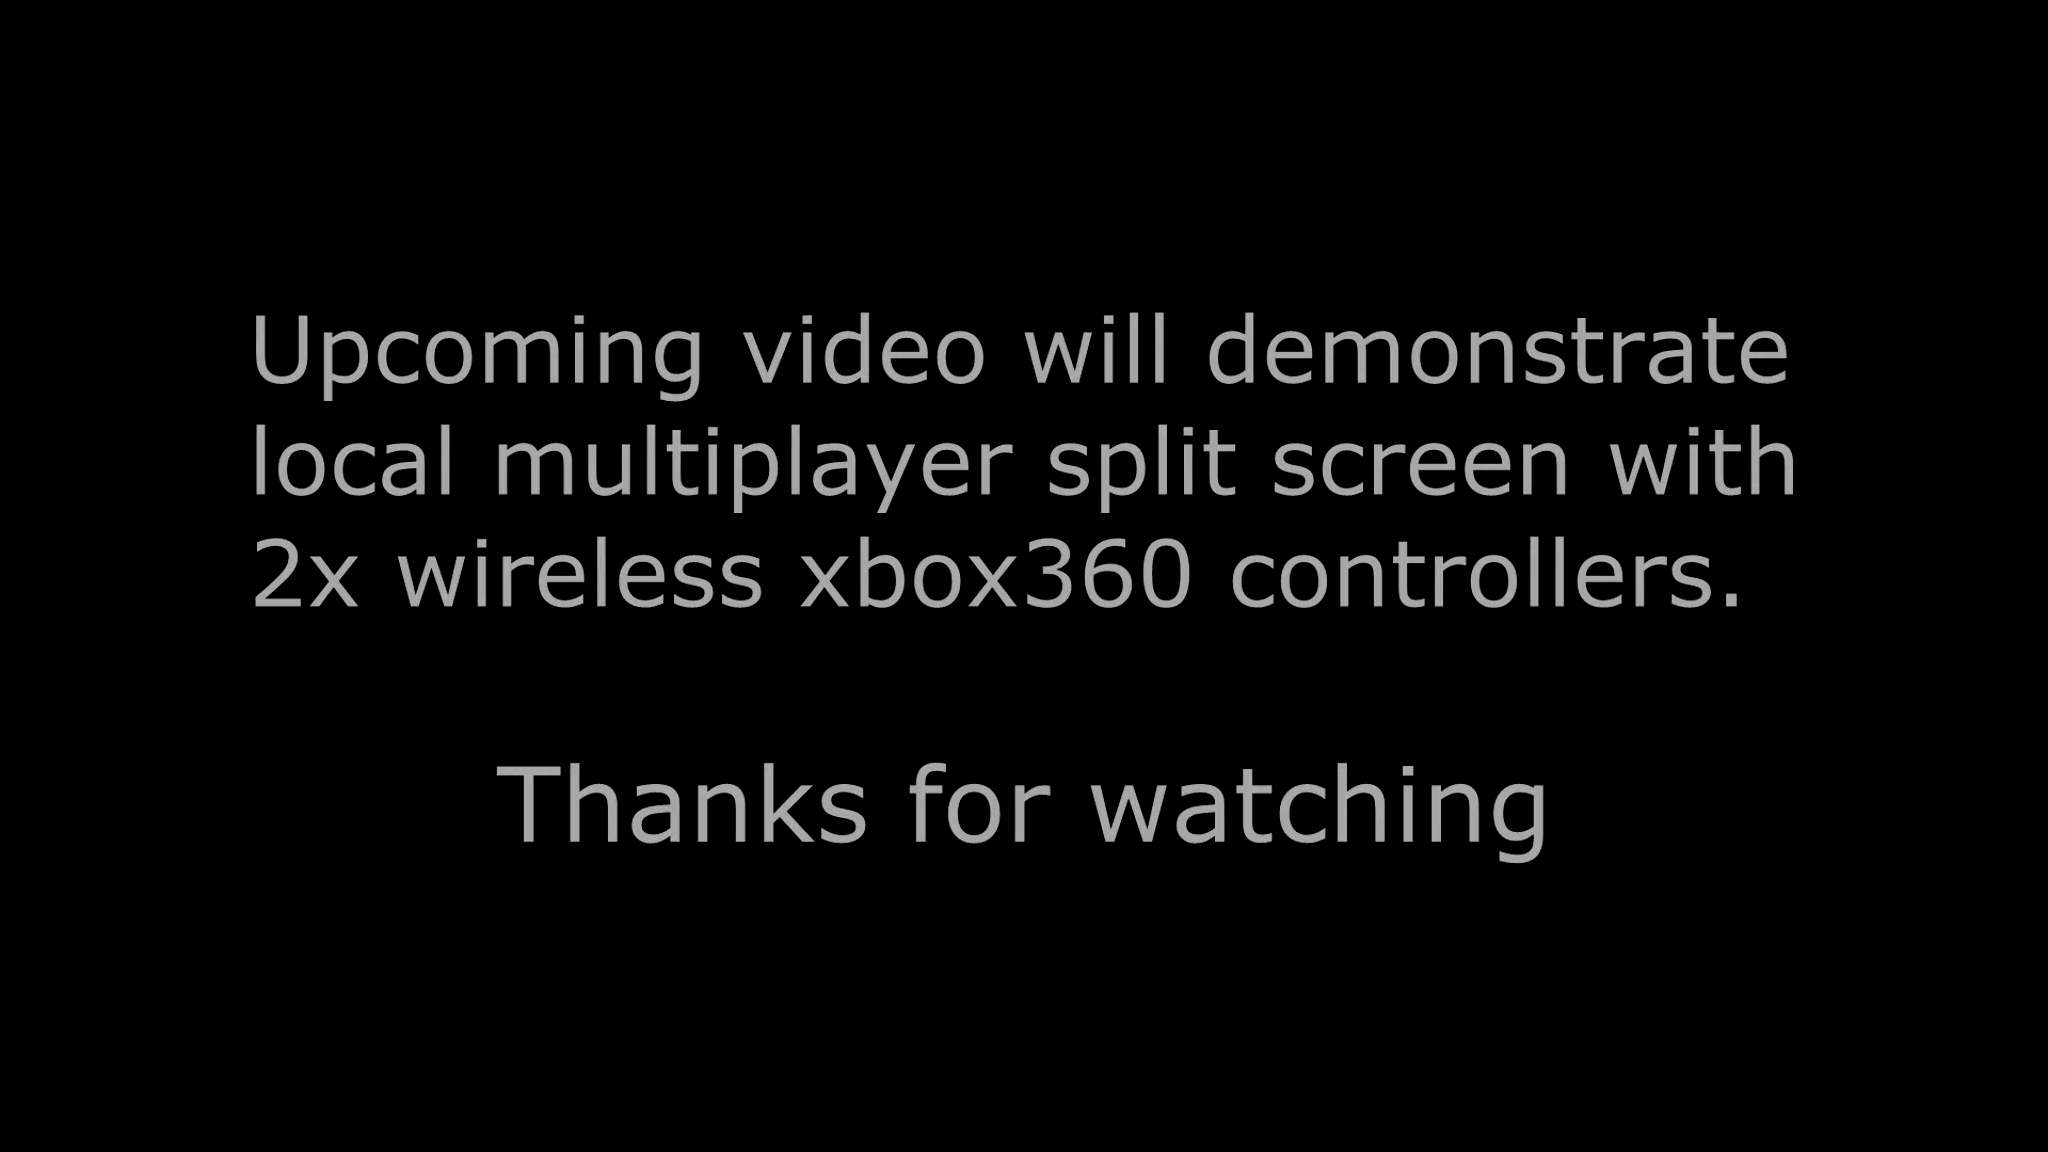 Upcoming video will demonstrate
local multiplayer split screen with
2x wireless xbox360 controllers.
Thanks for watching